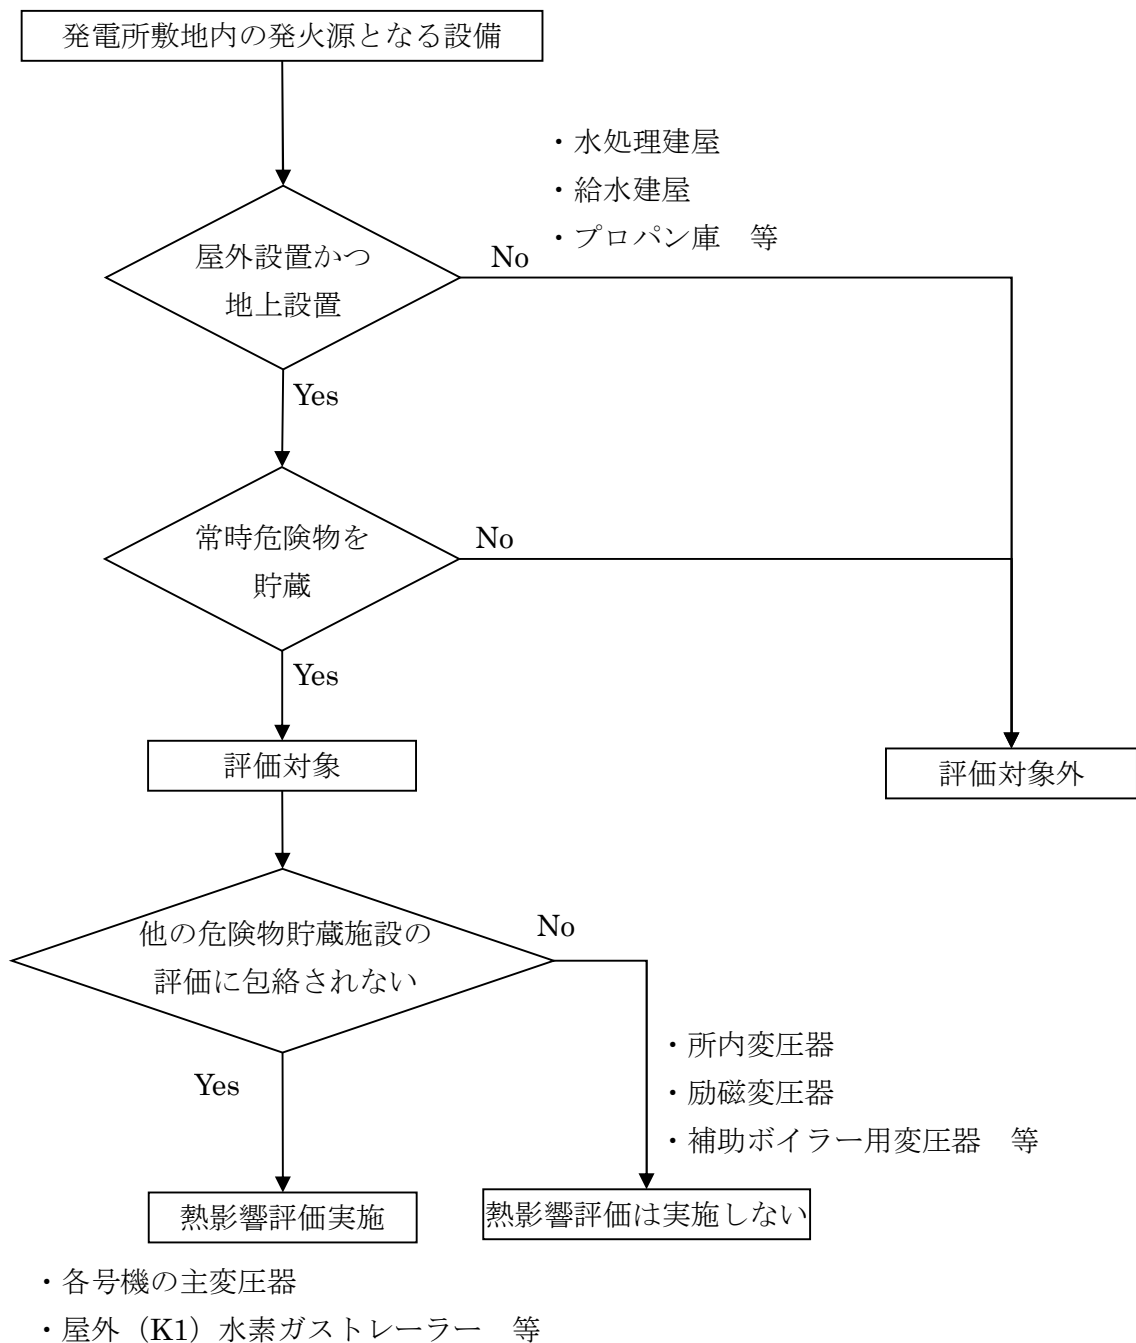 発電所敷地内の発火源となる設備
・水処理建屋
・給水建屋
・プロパン庫　等
屋外設置かつ
地上設置
No
Yes
常時危険物を
貯蔵
No
Yes
評価対象
評価対象外
他の危険物貯蔵施設の
評価に包絡されない
No
Yes
・所内変圧器
・励磁変圧器
・補助ボイラー用変圧器　等
熱影響評価実施
熱影響評価は実施しない
・各号機の主変圧器
・屋外（K1）水素ガストレーラー　等